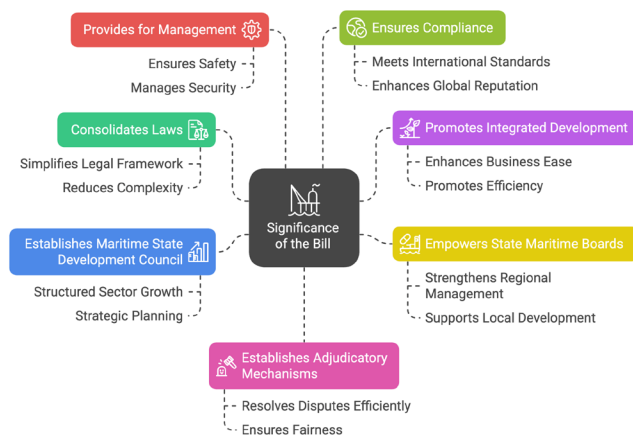 Provides for Management
Ensures Safety
Manages Security
Ensures Compliance
Meets International Standards
Enhances Global Reputation
Consolidates Laws
Simplifies Legal Framework
Reduces Complexity
Promotes Integrated Development
Enhances Business Ease
Promotes Efficiency
Significance
of the Bill
Establishes Maritime State
Development Council
Structured Sector Growth
Strategic Planning
Empowers State Maritime Boards
Strengthens Regional
Management
Supports Local Development
Establishes Adjudicatory
Mechanisms
Resolves Disputes Efficiently
Ensures Fairness